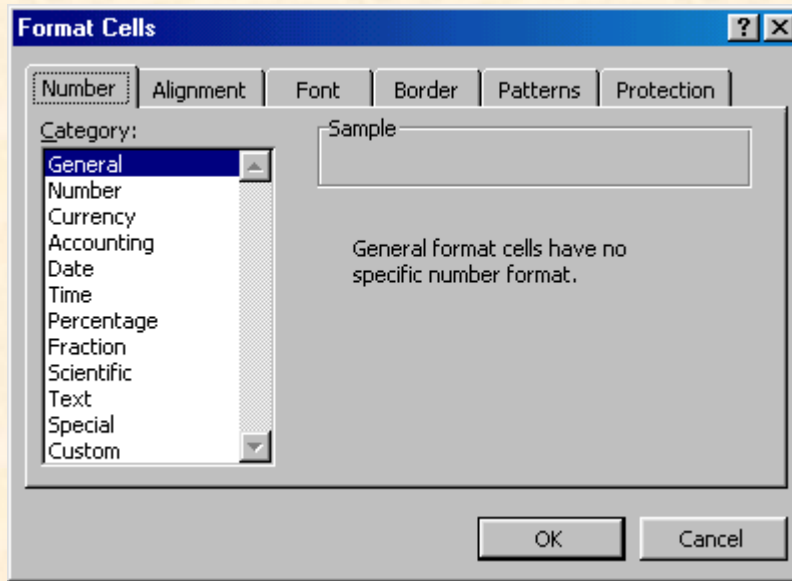 Format Cells
? X
Number Alignment Font Border Patterns Protection
Category:
General
Number
Currency
Accounting
Date
Time
Percentage
Fraction
Scientific
Text
Special
Custom
Sample
General format cells have no
specific number format.
OK Cancel